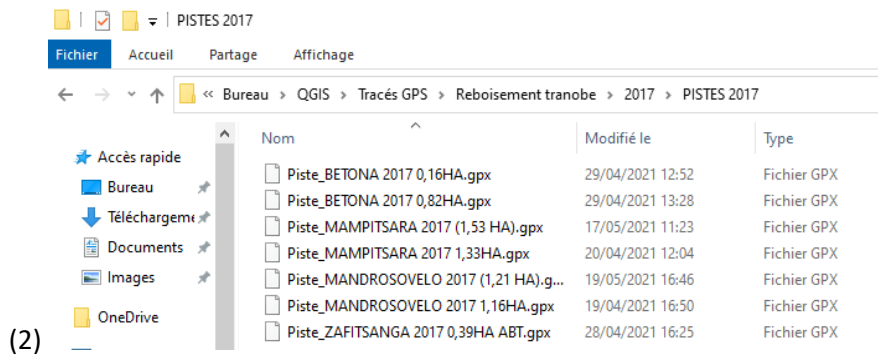 PISTES 2017
Fichier Accueil Partage Affichage
« Bureau > QGIS > Tracés GPS > Reboisement tranobe > 2017 > PISTES 2017
Nom Modifié le Type
Accès rapide
Bureau
Téléchargeme
Documents
Images
OneDrive
Piste_BETONA 2017 0,16HA.gpx 29/04/2021 12:52 Fichier GPX
Piste_BETONA 2017 0,82HA.gpx 29/04/2021 13:28 Fichier GPX
Piste_MAMPITSARA 2017 (1,53 HA).gpx 17/05/2021 11:23 Fichier GPX
Piste_MAMPITSARA 2017 1,33HA.gpx 20/04/2021 12:04 Fichier GPX
Piste_MANDROSOVELO 2017 (1,21 HA).g... 19/05/2021 16:46 Fichier GPX
Piste_MANDROSOVELO 2017 1,16HA.gpx 19/04/2021 16:50 Fichier GPX
Piste_ZAFITSANGA 2017 0,39HA ABT.gpx 28/04/2021 16:25 Fichier GPX
(2)